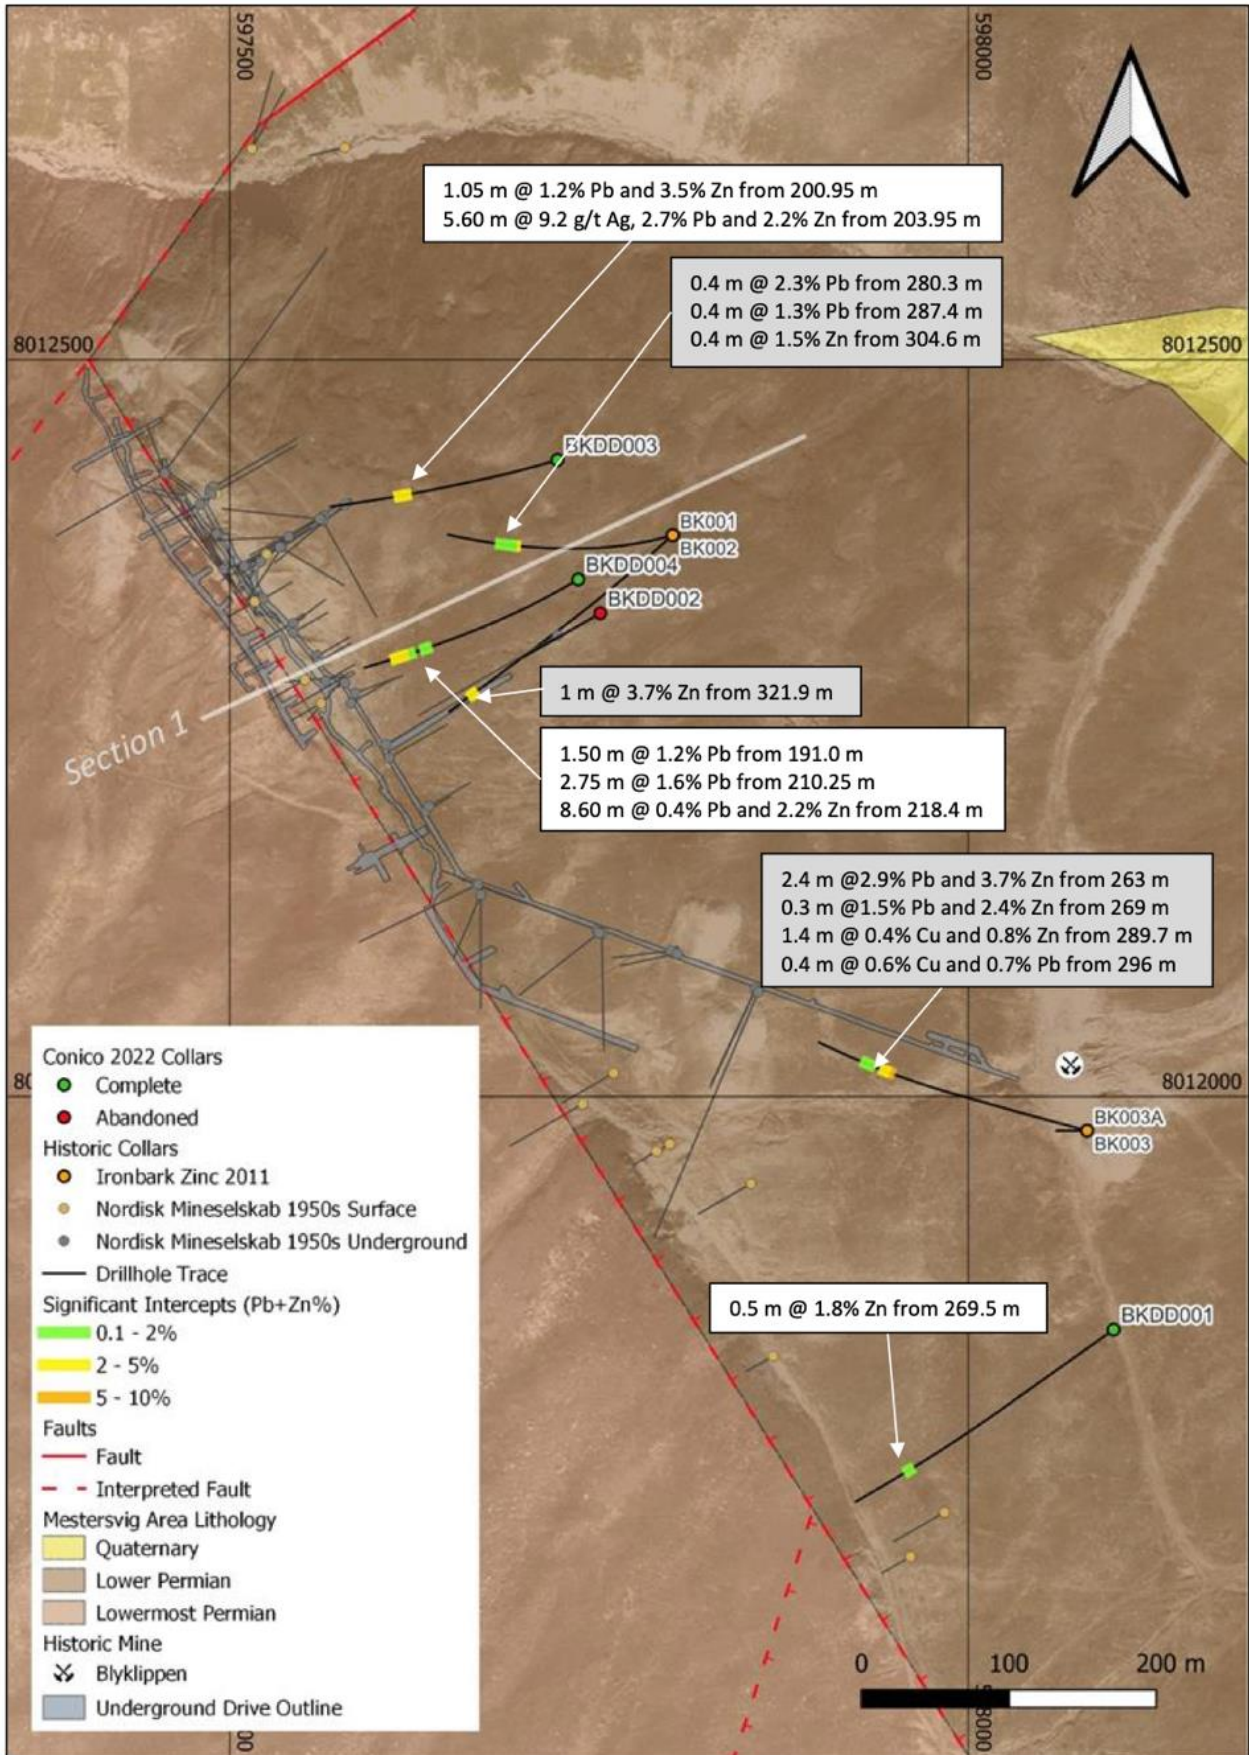 597500
598000
1.05 m @ 1.2% Pb and 3.5% Zn from 200.95 m
5.60 m @ 9.2 g/t Ag, 2.7% Pb and 2.2% Zn from 203.95 m
0.4 m @ 2.3% Pb from 280.3 m
0.4 m @ 1.3% Pb from 287.4 m
0.4 m @ 1.5% Zn from 304.6 m
8012500
8012500
BKDD003
BK001
BK002
BKDD004
BKDD002
1 m @ 3.7% Zn from 321.9 m
Section 1
1.50 m @ 1.2% Pb from 191.0 m
2.75 m @ 1.6% Pb from 210.25 m
8.60 m @ 0.4% Pb and 2.2% Zn from 218.4 m
2.4 m @2.9% Pb and 3.7% Zn from 263 m
0.3 m @1.5% Pb and 2.4% Zn from 269 m
1.4 m @ 0.4% Cu and 0.8% Zn from 289.7 m
0.4 m @ 0.6% Cu and 0.7% Pb from 296 m
8012000
BK003A
BK003
0.5 m @ 1.8% Zn from 269.5 m
BKDD001
Conico 2022 Collars
Complete
Abandoned
Historic Collars
Ironbark Zinc 2011
Nordisk Mineselskab 1950s Surface
Nordisk Mineselskab 1950s Underground
Drillhole Trace
Significant Intercepts (Pb+Zn%)
0.1 - 2%
2 - 5%
5 - 10%
Faults
Fault
Interpreted Fault
Mestersvig Area Lithology
Quaternary
Lower Permian
Lowermost Permian
Historic Mine
Blyklippen
Underground Drive Outline
0 100 200 m